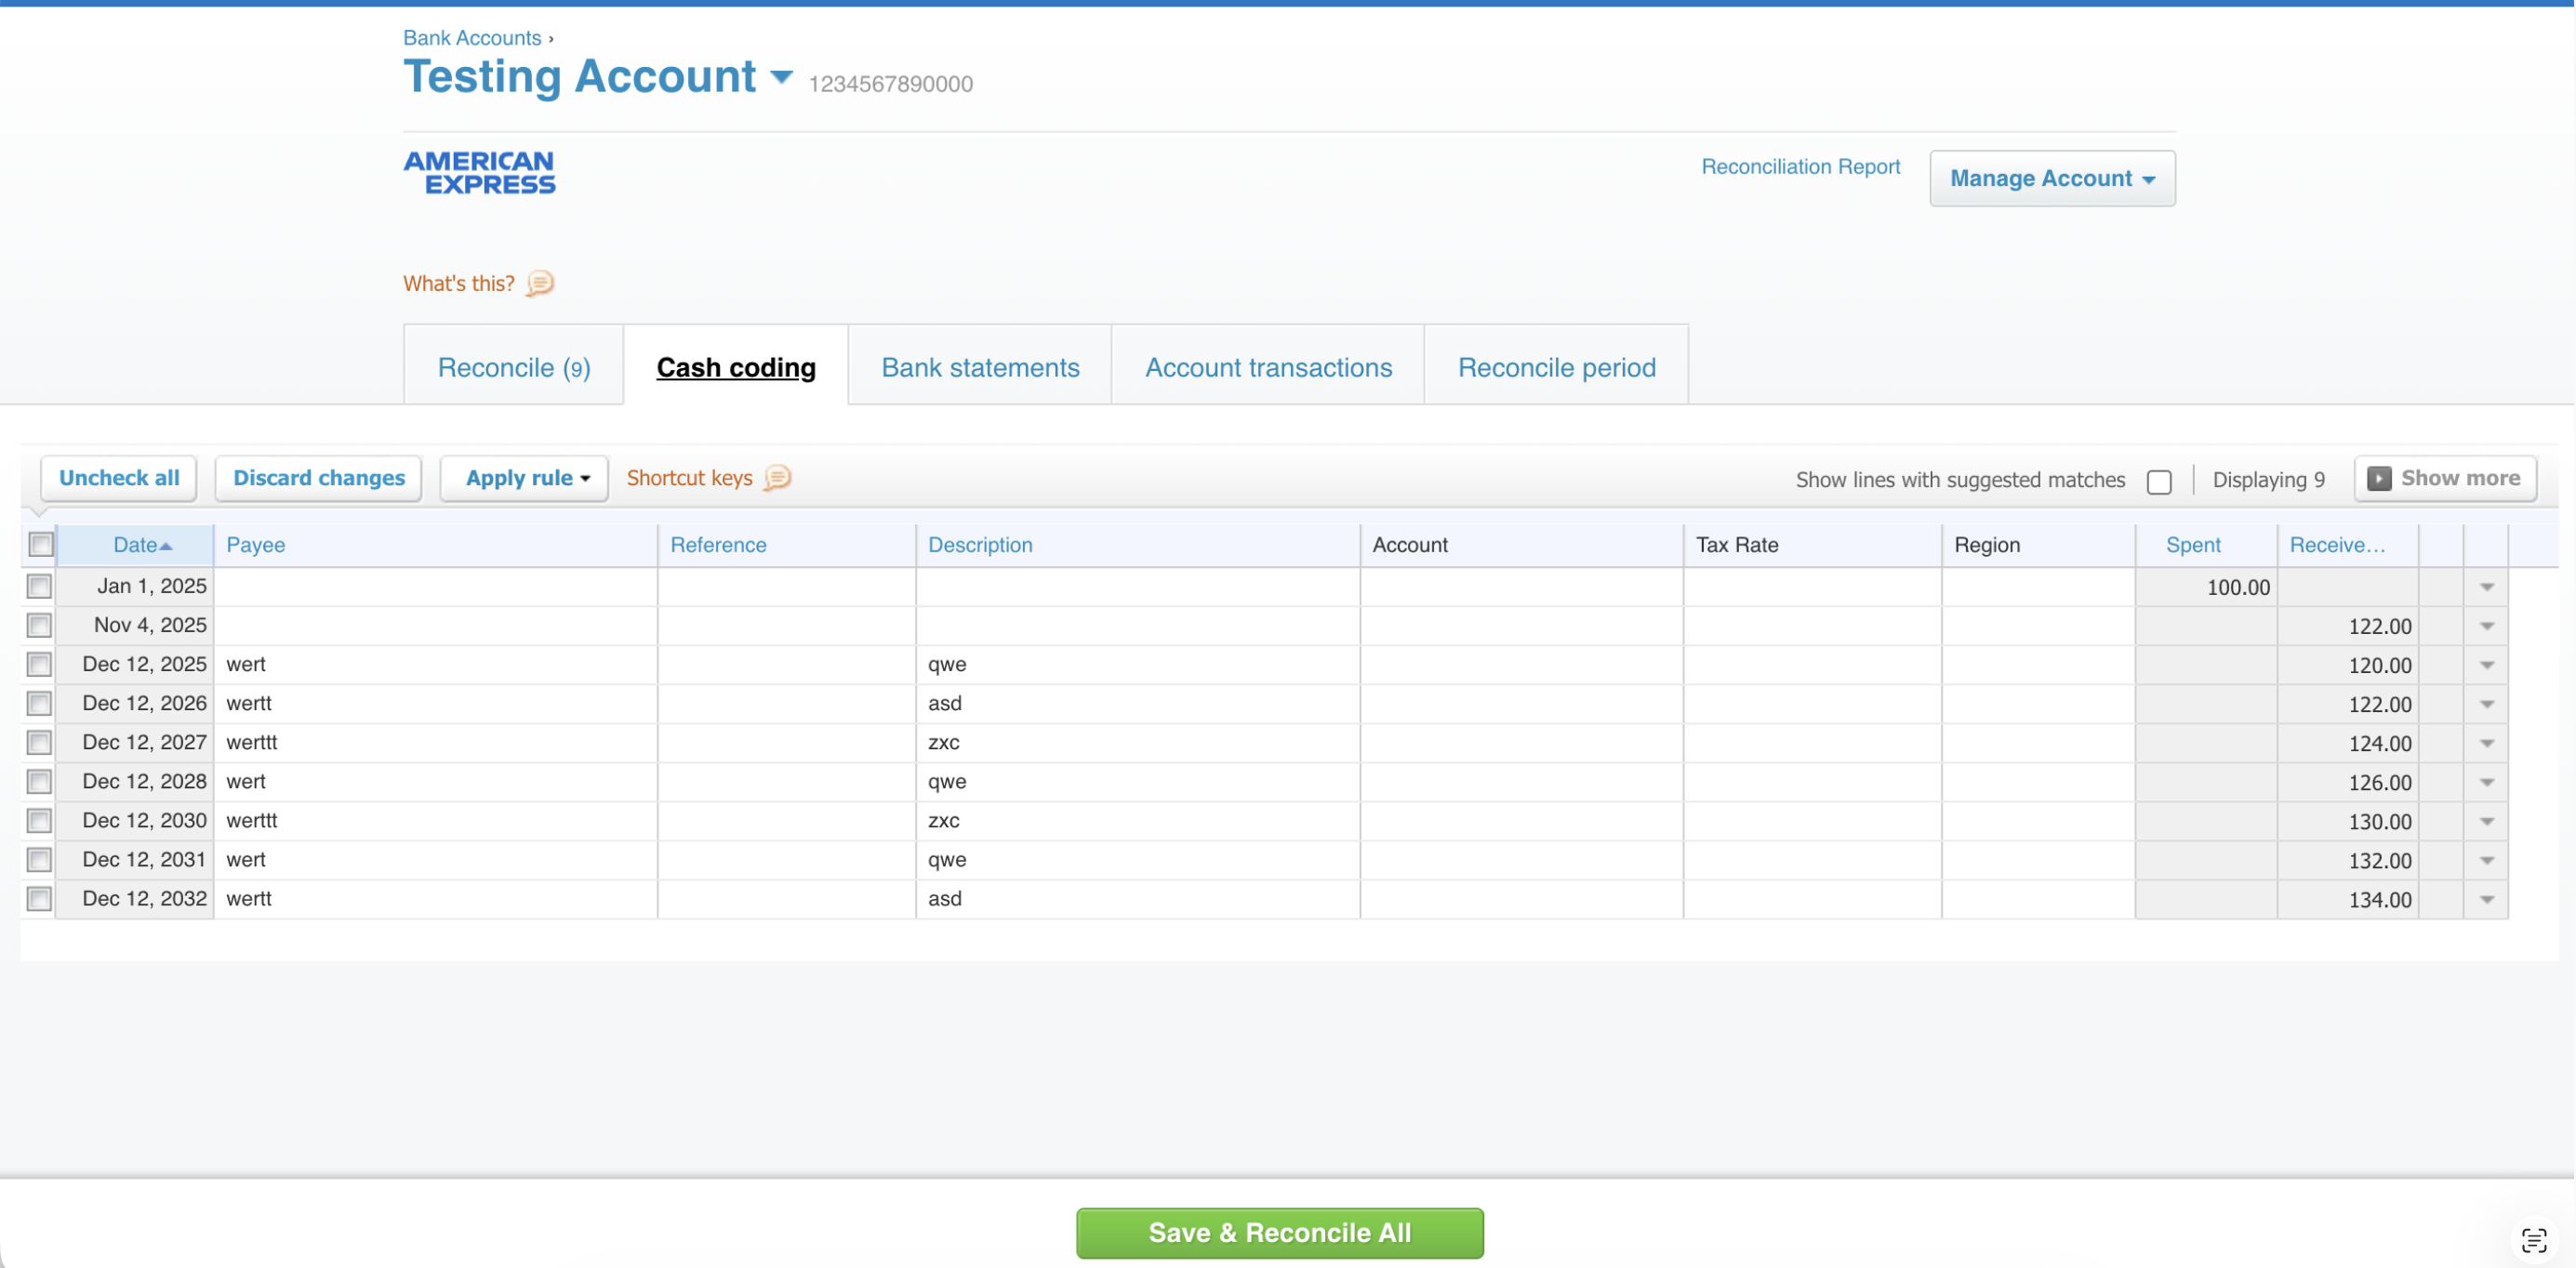 Bank Accounts ›
Testing Account 1234567890000
AMERICAN
EXPRESS
Reconciliation Report
Manage Account
What's this?
Reconcile (9) Cash coding Bank statements Account transactions Reconcile period
Uncheck all Discard changes Apply rule Shortcut keys Show lines with suggested matches Displaying 9 Show more
Date Payee Reference Description Account Tax Rate Region Spent Receive...
Jan 1, 2025 100.00
Nov 4, 2025 122.00
Dec 12, 2025 wert qwe 120.00
Dec 12, 2026 wertt asd 122.00
Dec 12, 2027 werttt zxc 124.00
Dec 12, 2028 wert qwe 126.00
Dec 12, 2030 werttt zxc 130.00
Dec 12, 2031 wert qwe 132.00
Dec 12, 2032 wertt asd 134.00
Save & Reconcile All